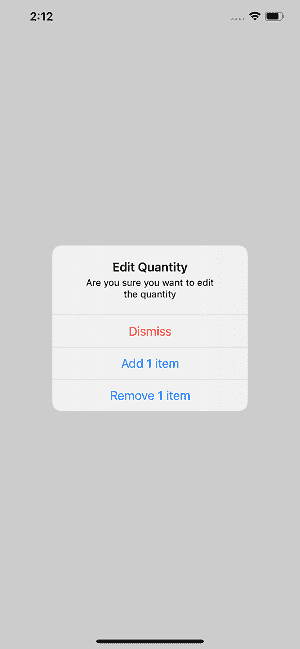 2:12
Edit Quantity
Are you sure you want to edit
the quantity
Dismiss
Add 1 item
Remove 1 item